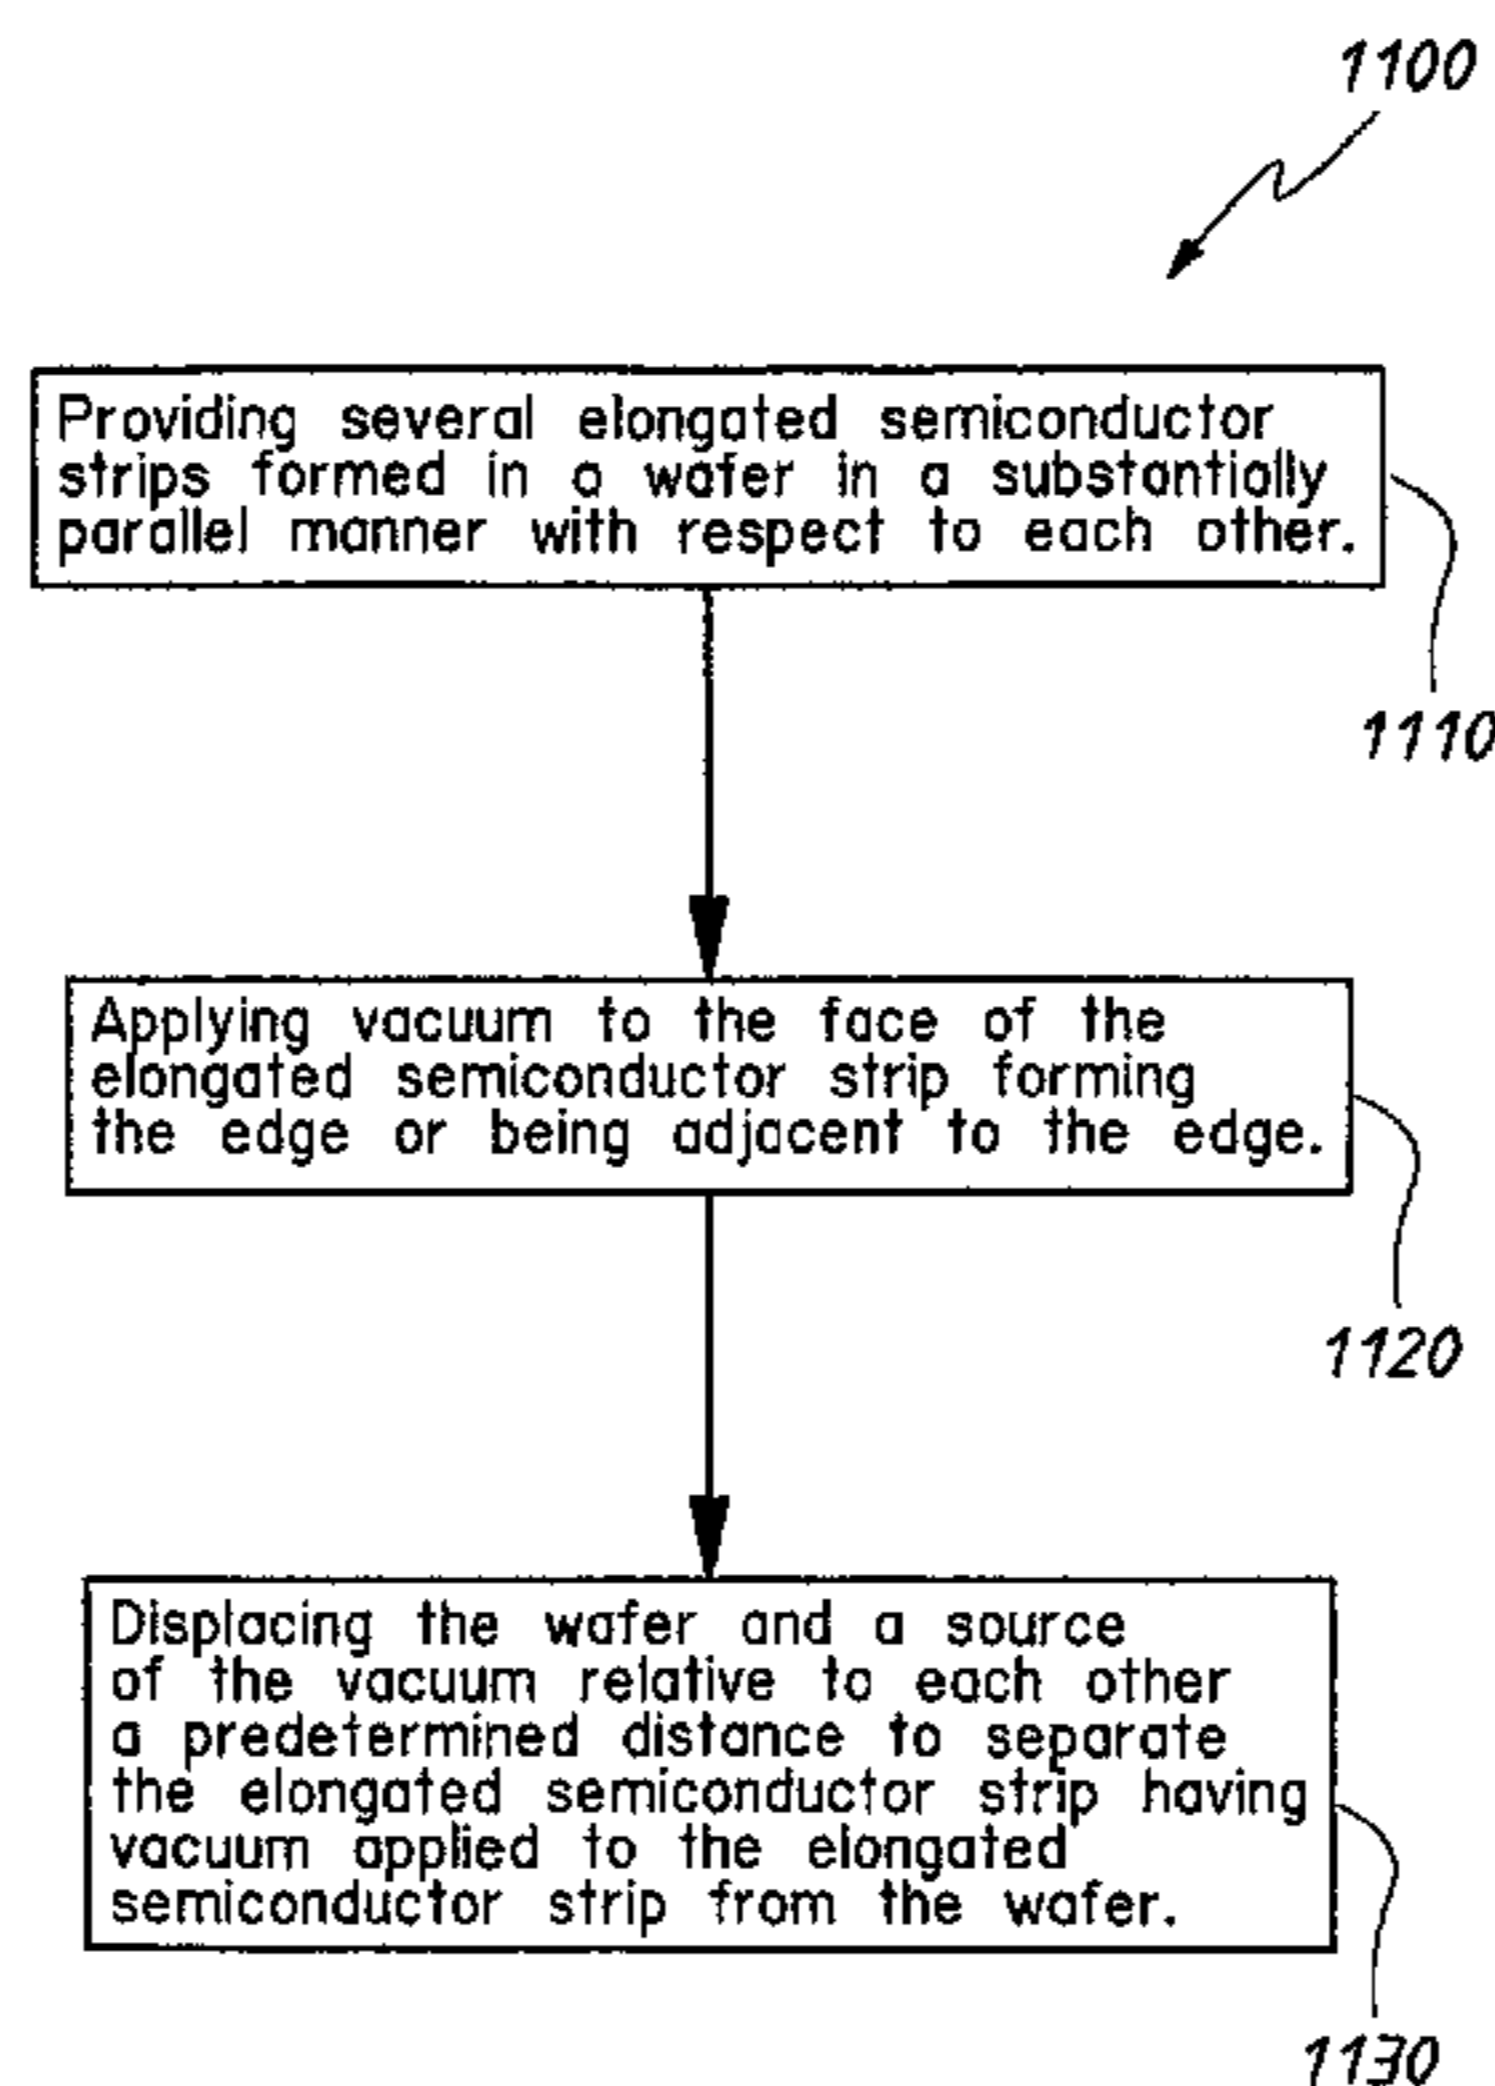 1100
Providing several elongated semiconductor
strips formed in a wafer in a substantially
parallel manner with respect to each other.
1110
Applying vacuum to the face of the
elongated semiconductor strip forming
the edge or being adjacent to the edge.
1120
Displacing the wafer and a source
of the vacuum relative to each other
a predetermined distance to separate
the elongated semiconductor strip having
vacuum applied to the elongated
semiconductor strip from the wafer.
1130